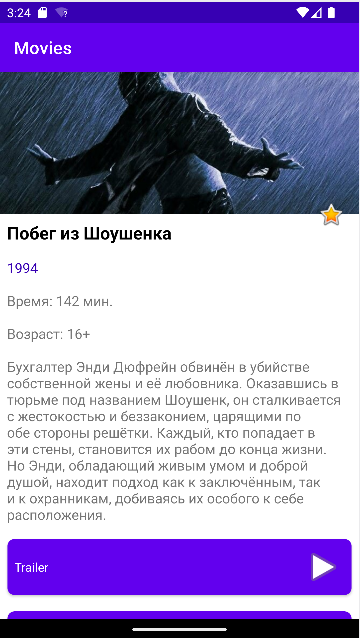 3:24
Movies
Побег из Шоушенка
1994
Время: 142 мин.
Возраст: 16+
Бухгалтер Энди Дюфрейн обвинён в убийстве
собственной жены и её любовника. Оказавшись в
тюрьме под названием Шоушенк, он сталкивается
с жестокостью и беззаконием, царящими по
обе стороны решётки. Каждый, кто попадает в
эти стены, становится их рабом до конца жизни.
Но Энди, обладающий живым умом и доброй
душой, находит подход как к заключённым, так
и к охранникам, добиваясь их особого к себе
расположения.
Trailer